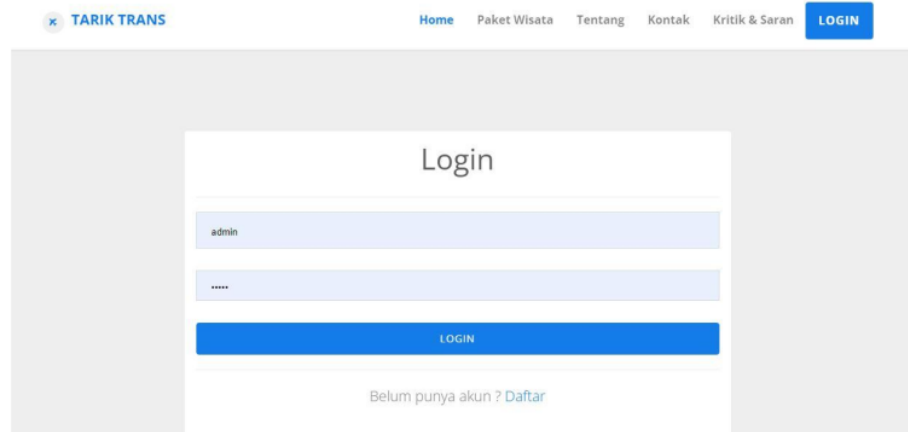 TARIK TRANS Home Paket Wisata Tentang Kontak Kritik & Saran LOGIN
Login
admin
•••••
LOGIN
Belum punya akun ? Daftar